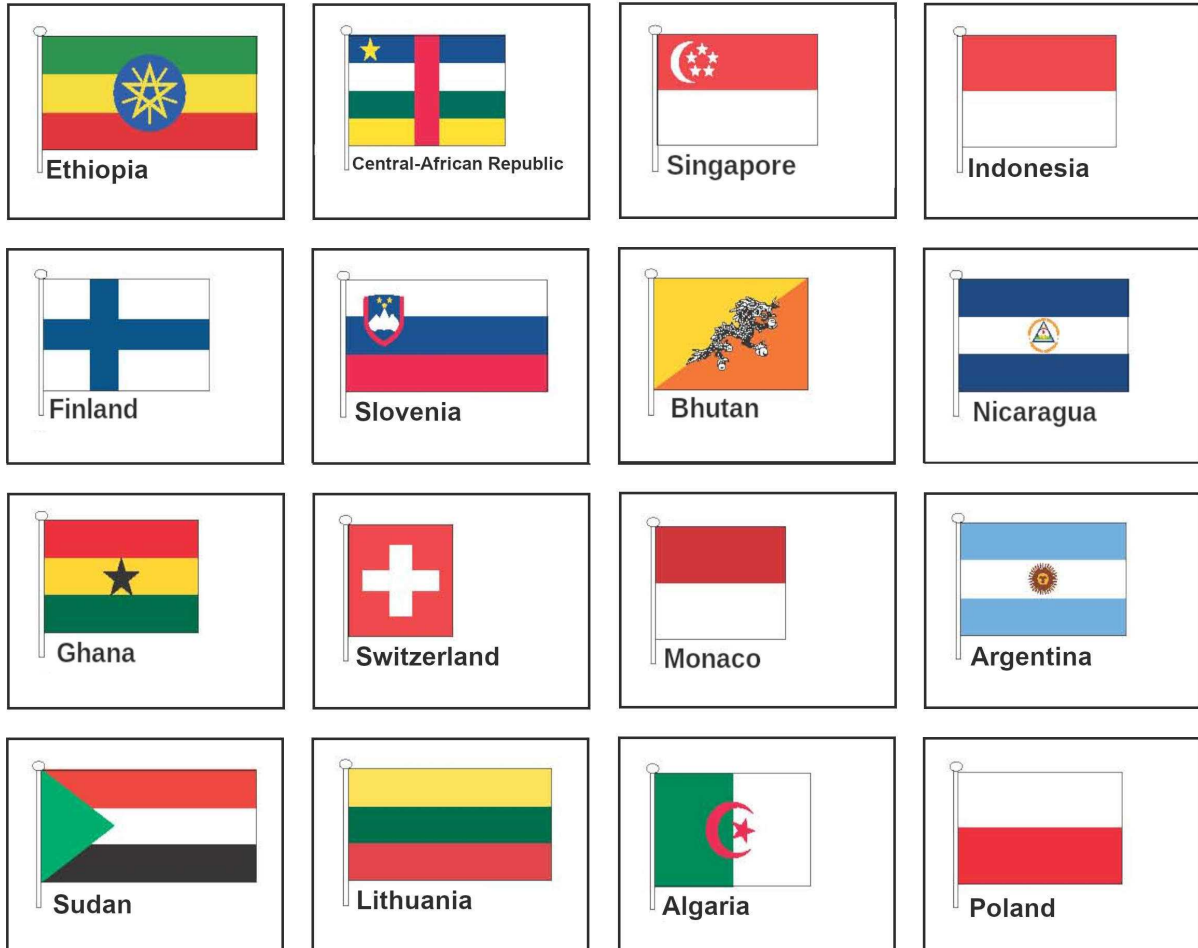 Ethiopia
Central-African Republic
Singapore
Indonesia
Finland
Slovenia
Bhutan
Nicaragua
Ghana
Switzerland
Monaco
Argentina
Sudan
Lithuania
Algaria
Poland